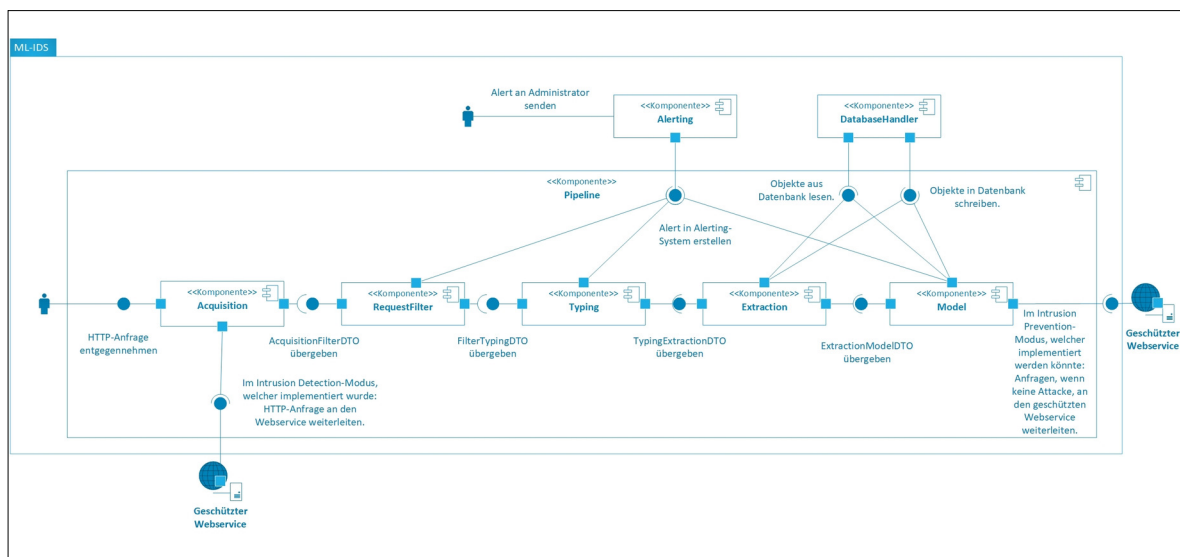 ML-IDS
Alert an Administrator
senden
<<Komponente>>
Alerting
<<Komponente>>
DatabaseHandler
<<Komponente>>
Pipeline
Objekte aus
Datenbank lesen.
Objekte in Datenbank
schreiben.
Alert in Alerting-
System erstellen
<<Komponente>>
Acquisition
<<Komponente>>
RequestFilter
<<Komponente>>
Typing
<<Komponente>>
Extraction
<<Komponente>>
Model
HTTP-Anfrage
entgegennehmen
AcquisitionFilterDTO
übergeben
FilterTypingDTO
übergeben
TypingExtractionDTO
übergeben
ExtractionModelDTO
übergeben
Im Intrusion
Prevention-
Modus, welcher
implementiert
werden könnte:
Anfragen, wenn
keine Attacke, an
den geschützten
Webservice
weiterleiten.
Geschützter
Webservice
Im Intrusion Detection-Modus,
welcher implementiert wurde:
HTTP-Anfrage an den
Webservice weiterleiten.
Geschützter
Webservice